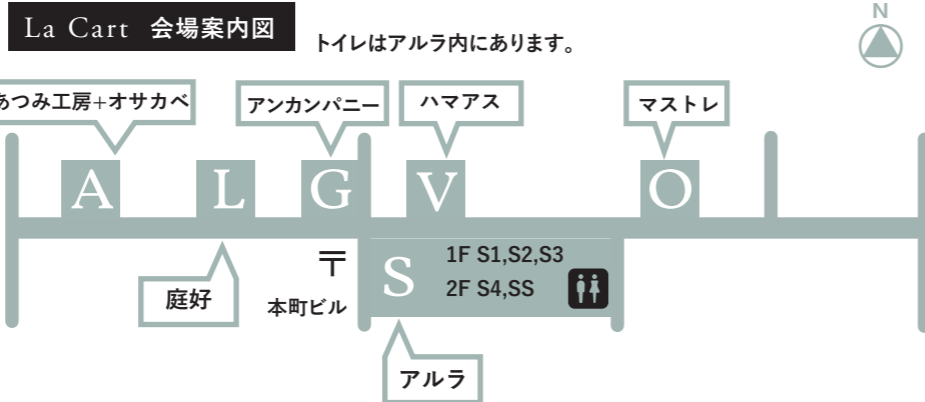 La Cart 会場案内図
トイレはアルラ内にあります。
N
あつみ工房+オサカベ
アンカンパニー
ハマアス
マストレ
A
L
G
V
O
〒
本町ビル
S
1F S1,S2,S3
2F S4,SS
庭好
アルラ